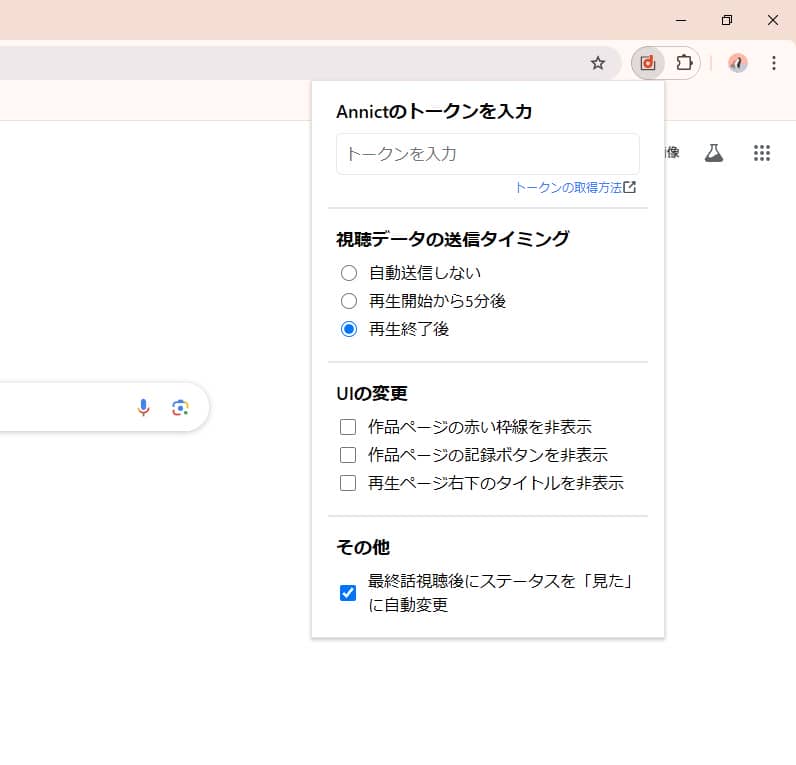 Annictのトークンを入力
トークンを入力
像
トークンの取得方法
視聴データの送信タイミング
自動送信しない
再生開始から5分後
再生終了後
UIの変更
作品ページの赤い枠線を非表示
作品ページの記録ボタンを非表示
再生ページ右下のタイトルを非表示
その他
最終話視聴後にステータスを「見た」
に自動変更